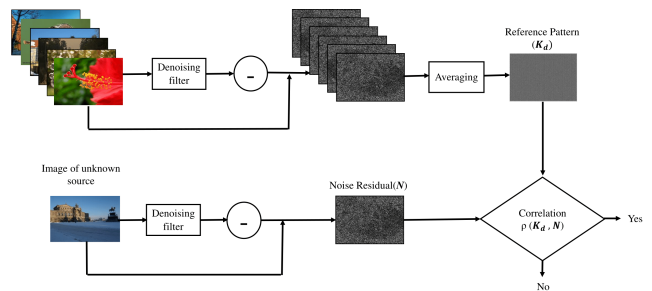 Reference Pattern
(K_d)
Denoising
filter
-
Averaging
Image of unknown
source
Noise Residual(N)
Denoising
filter
-
Correlation
ρ (K_d , N)
Yes
No